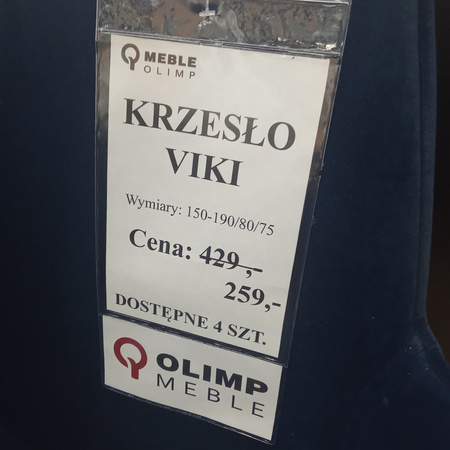 MEBLE
OLIMP
KRZESŁO
VIKI
Wymiary: 150-190/80/75
Cena: 429,-
259,-
DOSTĘPNE 4 SZT.
OLIMP
MEBLE